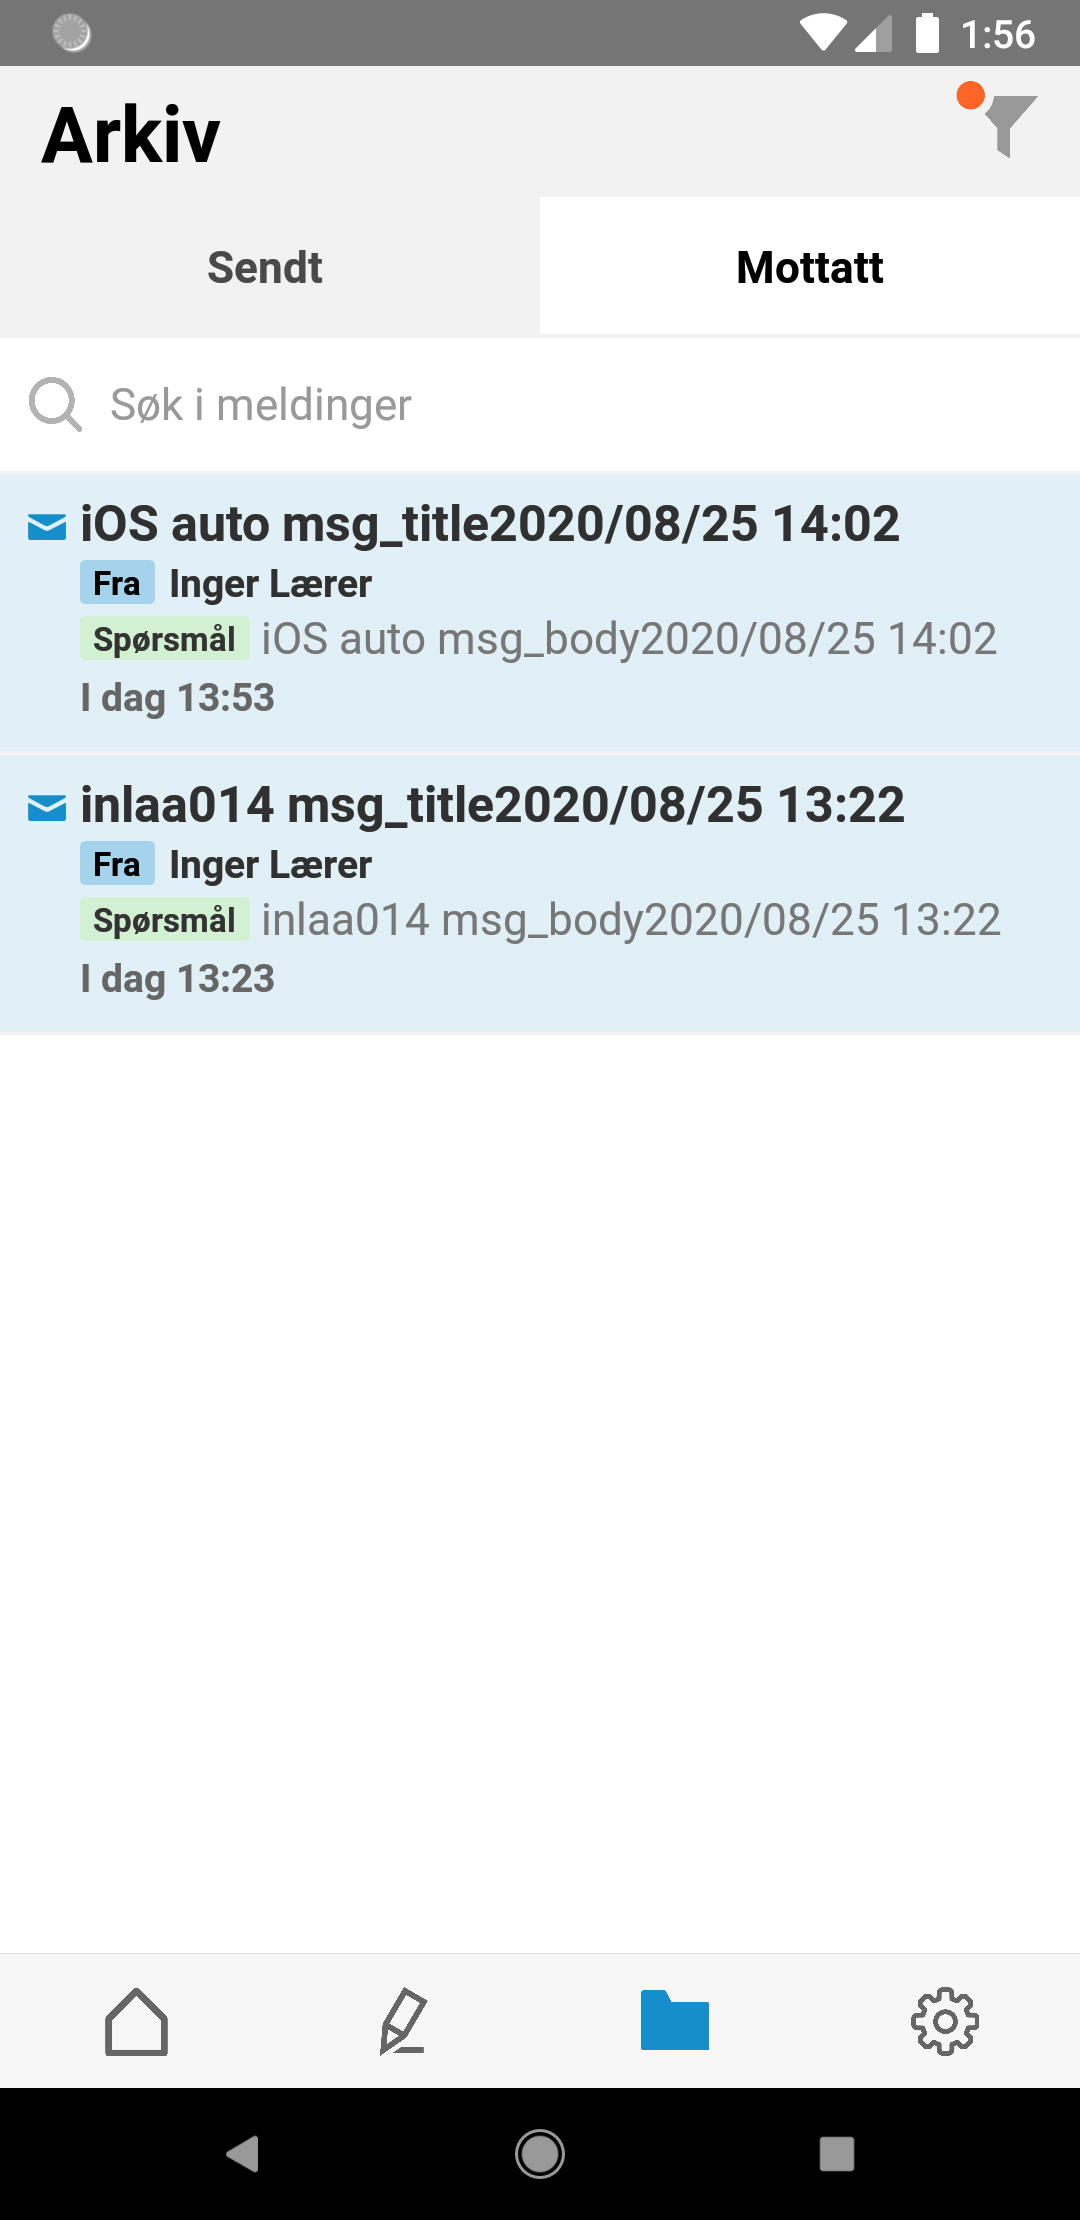 1:56
Arkiv
Sendt
Mottatt
Søk i meldinger
iOS auto msg_title2020/08/25 14:02
Fra Inger Lærer
Spørsmål iOS auto msg_body2020/08/25 14:02
I dag 13:53
inlaa014 msg_title2020/08/25 13:22
Fra Inger Lærer
Spørsmål inlaa014 msg_body2020/08/25 13:22
I dag 13:23